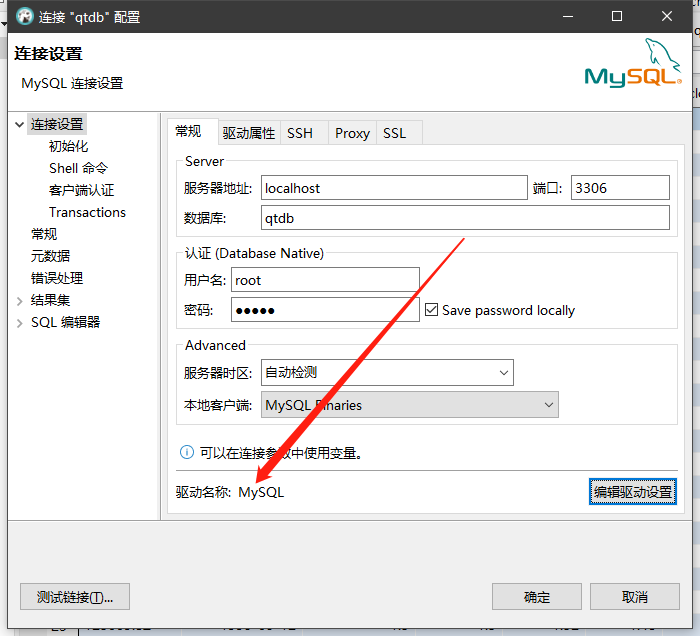 连接 "qtdb" 配置
连接设置
MySQL 连接设置
MySQL
连接设置
初始化
Shell 命令
客户端认证
Transactions
常规
元数据
错误处理
结果集
SQL 编辑器
常规 驱动属性 SSH Proxy SSL
Server
服务器地址: localhost 端口: 3306
数据库: qtdb
认证 (Database Native)
用户名: root
密码: ●●●●● Save password locally
Advanced
服务器时区: 自动检测
本地客户端: MySQL Binaries
可以在连接参数中使用变量。
驱动名称: MySQL 编辑驱动设置
测试链接(T)... 确定 取消